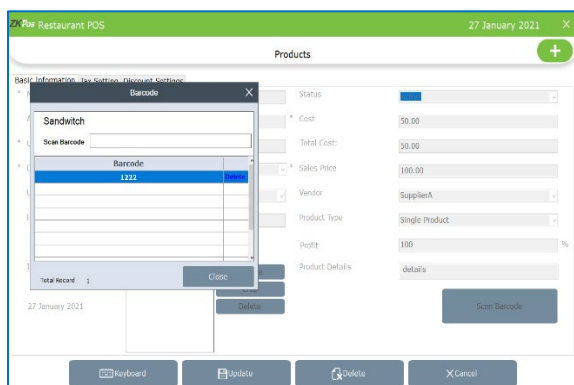 ZKPos Restaurant POS 27 January 2021 X
Products
+
Basic Information Tax Setting Discount Settings
Barcode X
Status
Sandwitch
* Cost 50.00
Scan Barcode
Total Cost: 50.00
Barcode
* Sales Price 100.00
1222 Delete
Vendor SupplierA
Product Type Single Product
Profit 100 %
Total Record 1 Close
Product Details details
27 January 2021 Delete Scan Barcode
Keyboard Update Delete X Cancel